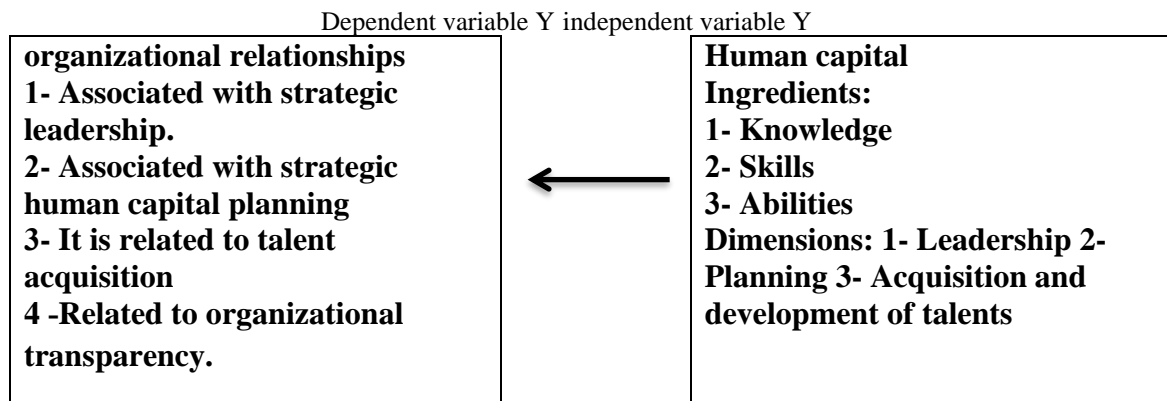 Dependent variable Y independent variable Y
organizational relationships
1- Associated with strategic
leadership.
2- Associated with strategic
human capital planning
3- It is related to talent
acquisition
4 -Related to organizational
transparency.
Human capital
Ingredients:
1- Knowledge
2- Skills
3- Abilities
Dimensions: 1- Leadership 2-
Planning 3- Acquisition and
development of talents